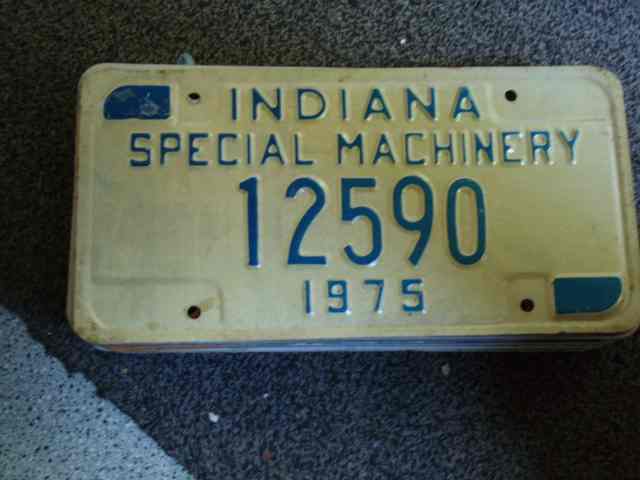 INDIANA
SPECIAL MACHINERY
12590
1975